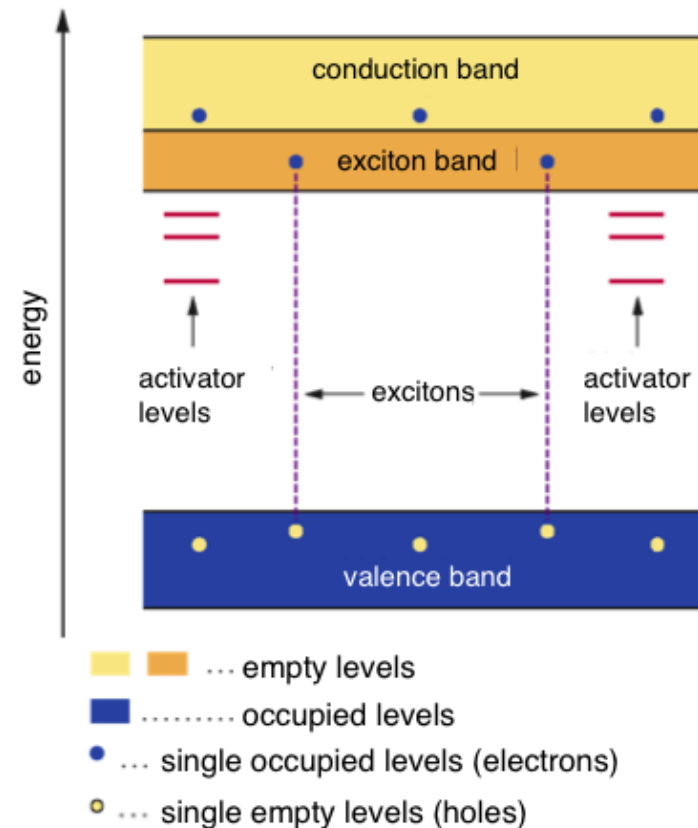 conduction band
exciton band
energy
activator levels
excitons
activator levels
valence band
... empty levels
......... occupied levels
... single occupied levels (electrons)
... single empty levels (holes)